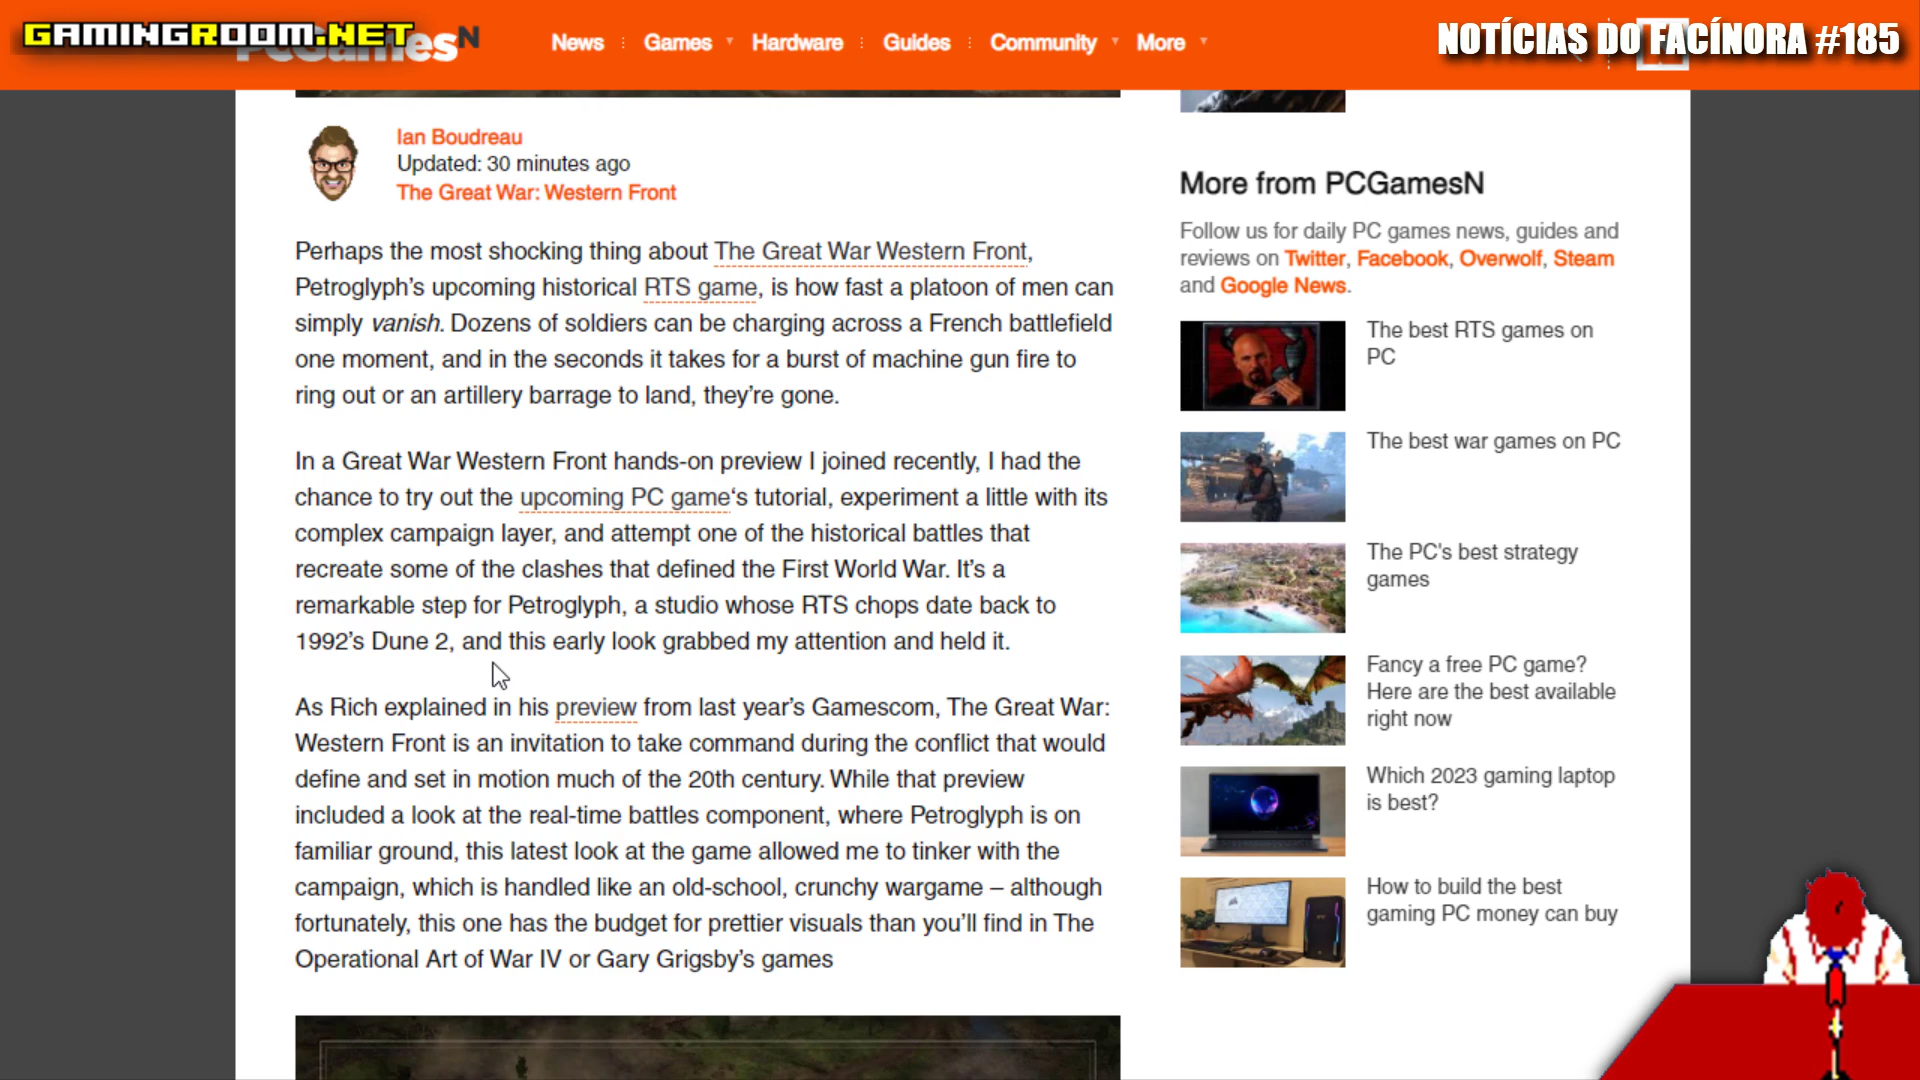 GAMINGROOM.NET
PCGamesN
News
Games
Hardware
Guides
Community
More
NOTÍCIAS DO FACÍNORA #185
Ian Boudreau
Updated: 30 minutes ago
The Great War: Western Front
Perhaps the most shocking thing about The Great War Western Front,
Petroglyph’s upcoming historical RTS game, is how fast a platoon of men can
simply vanish. Dozens of soldiers can be charging across a French battlefield
one moment, and in the seconds it takes for a burst of machine gun fire to
ring out or an artillery barrage to land, they’re gone.
In a Great War Western Front hands-on preview I joined recently, I had the
chance to try out the upcoming PC game‘s tutorial, experiment a little with its
complex campaign layer, and attempt one of the historical battles that
recreate some of the clashes that defined the First World War. It’s a
remarkable step for Petroglyph, a studio whose RTS chops date back to
1992’s Dune 2, and this early look grabbed my attention and held it.
As Rich explained in his preview from last year’s Gamescom, The Great War:
Western Front is an invitation to take command during the conflict that would
define and set in motion much of the 20th century. While that preview
included a look at the real-time battles component, where Petroglyph is on
familiar ground, this latest look at the game allowed me to tinker with the
campaign, which is handled like an old-school, crunchy wargame – although
fortunately, this one has the budget for prettier visuals than you’ll find in The
Operational Art of War IV or Gary Grigsby’s games
More from PCGamesN
Follow us for daily PC games news, guides and
reviews on Twitter, Facebook, Overwolf, Steam
and Google News.
The best RTS games on
PC
The best war games on PC
The PC's best strategy
games
Fancy a free PC game?
Here are the best available
right now
Which 2023 gaming laptop
is best?
How to build the best
gaming PC money can buy